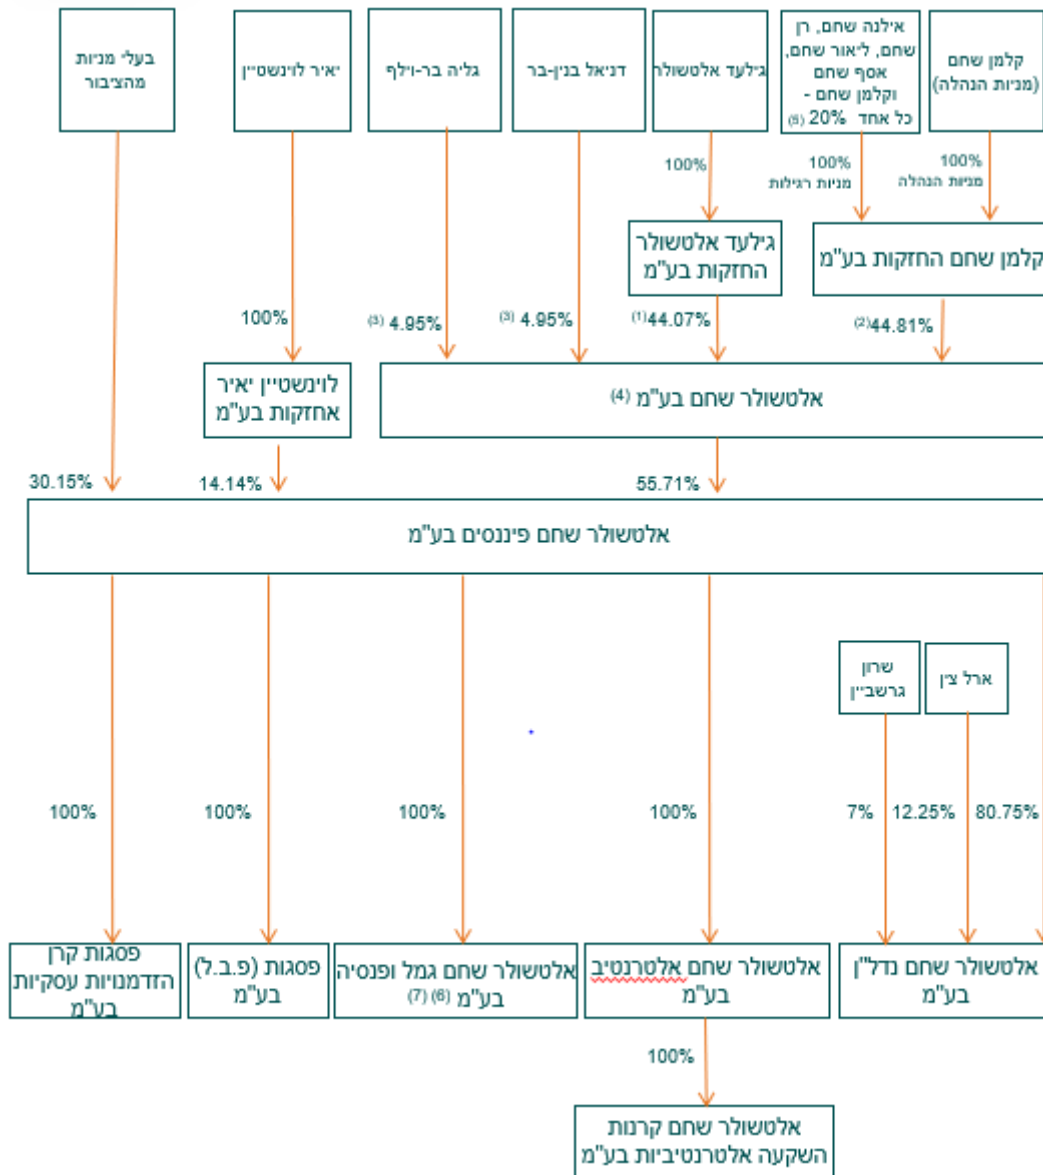 קלמן שחם
(מניות הנהלה)
אילנה שחם, רן
שחם, ליאור שחם,
אסף שחם
וקלמן שחם -
כל אחד 20% (5)
גילעד אלטשולר
דניאל בנין-בר
גליה בר-וילף
יאיר לוינשטיין
בעלי מניות
מהציבור
100%
מניות הנהלה
100%
מניות רגילות
100%
קלמן שחם החזקות בע"מ
גילעד אלטשולר
החזקות בע"מ
44.81% (2)
44.07% (1)
4.95% (3)
4.95% (3)
100%
אלטשולר שחם בע"מ (4)
לוינשטיין יאיר
אחזקות בע"מ
55.71%
14.14%
30.15%
אלטשולר שחם פיננסים בע"מ
ארל צין
שרון
גרשביין
80.75%
12.25%
7%
100%
100%
100%
100%
אלטשולר שחם נדל"ן
בע"מ
אלטשולר שחם אלטרנטיב
בע"מ
אלטשולר שחם גמל ופנסיה
בע"מ (6) (7)
פסגות (פ.ב.ל)
בע"מ
פסגות קרן
הזדמנויות עסקיות
בע"מ
100%
אלטשולר שחם קרנות
השקעה אלטרנטיביות בע"מ